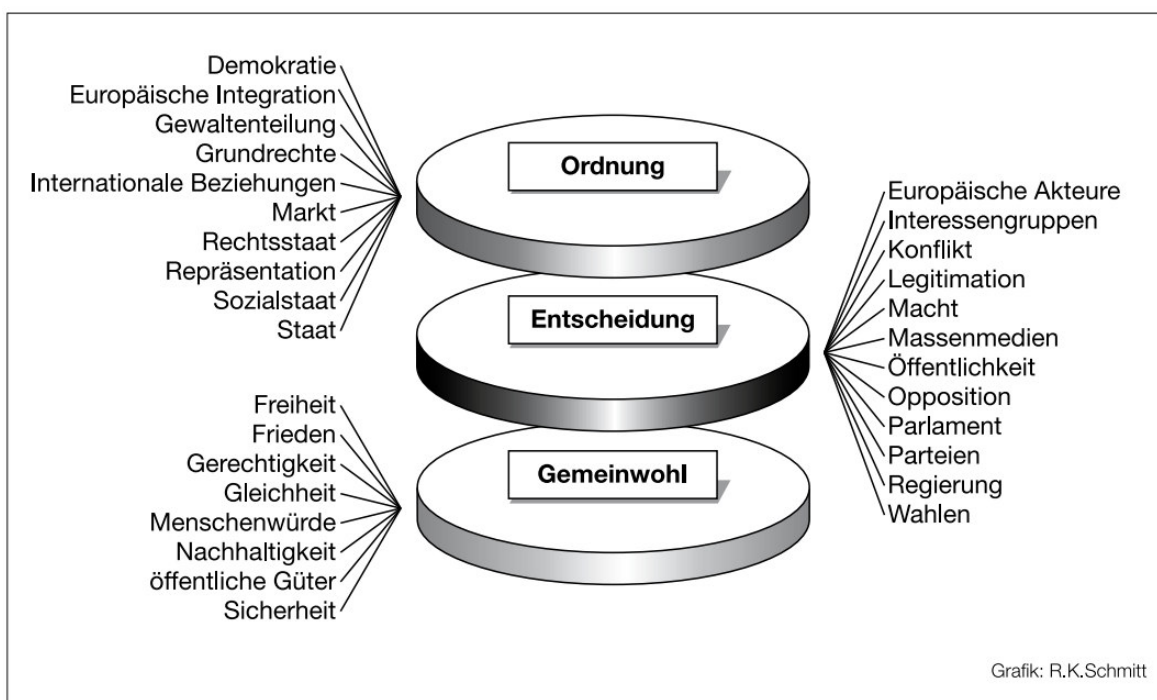 Demokratie
Europäische Integration
Gewaltenteilung
Grundrechte
Internationale Beziehungen
Markt
Rechtsstaat
Repräsentation
Sozialstaat
Staat
Ordnung
Entscheidung
Europäische Akteure
Interessengruppen
Konflikt
Legitimation
Macht
Massenmedien
Öffentlichkeit
Opposition
Parlament
Parteien
Regierung
Wahlen
Freiheit
Frieden
Gerechtigkeit
Gleichheit
Menschenwürde
Nachhaltigkeit
öffentliche Güter
Sicherheit
Gemeinwohl
Grafik: R.K.Schmitt